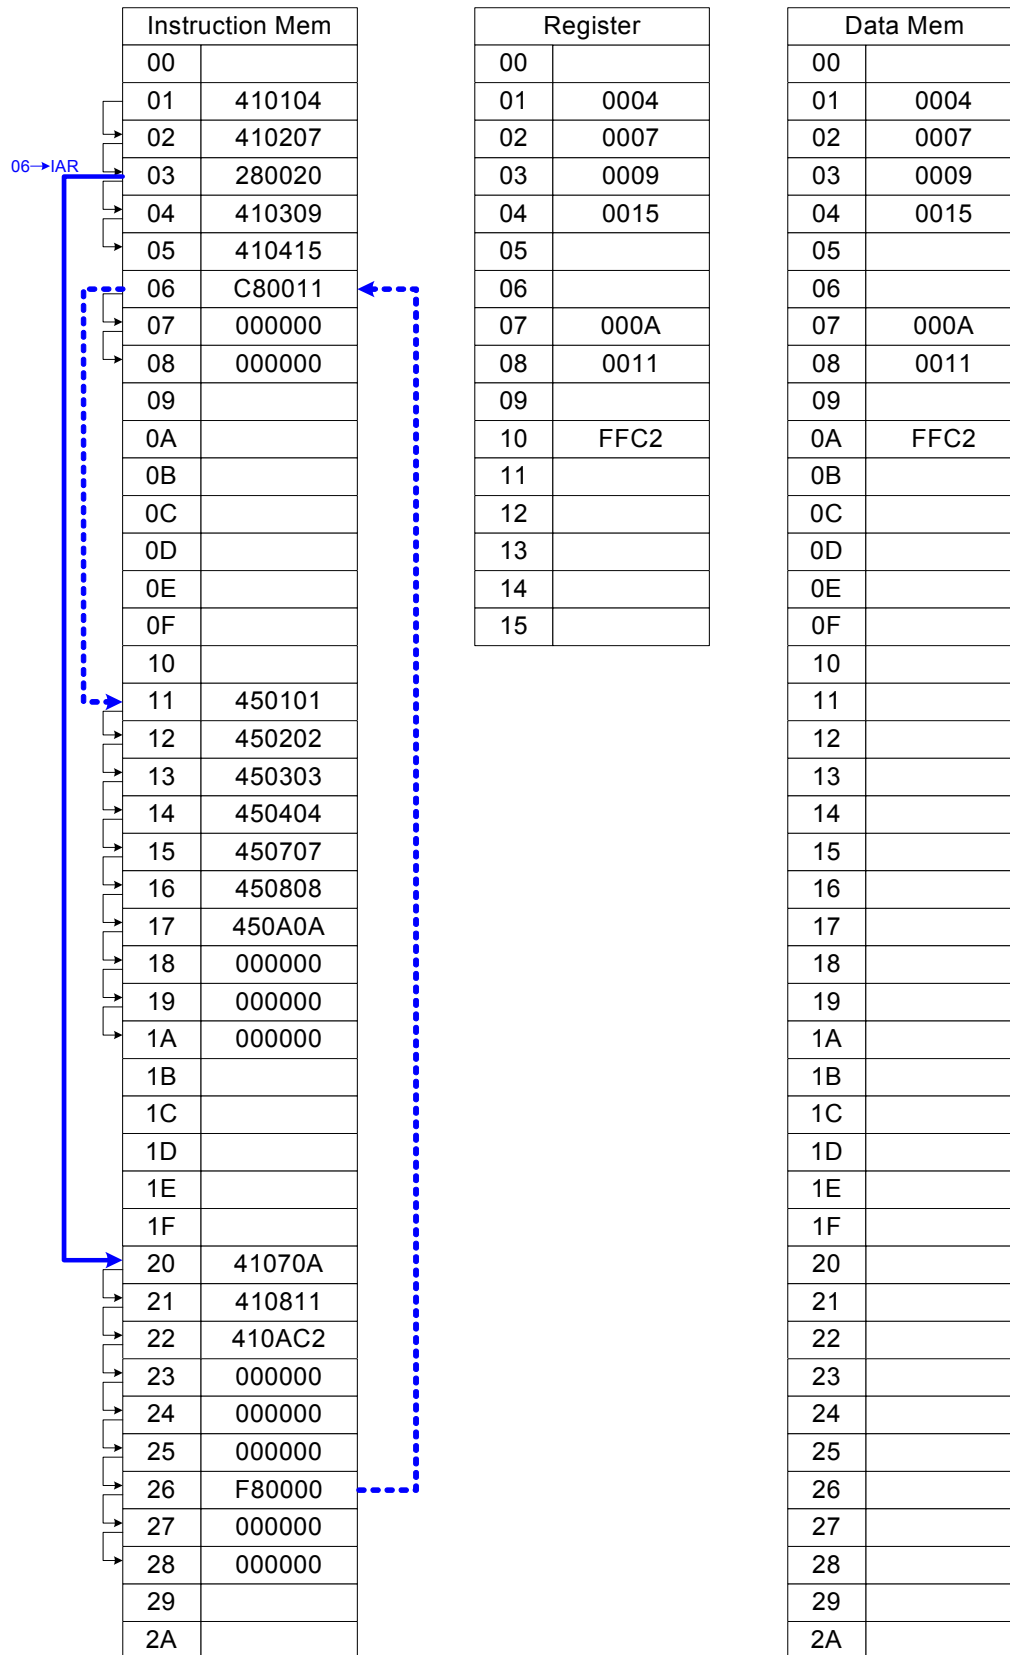 Instruction Mem Register Data Mem
00 00 00
01 410104 01 0004 01 0004
02 410207 02 0007 02 0007
06→IAR 03 280020 03 0009 03 0009
04 410309 04 0015 04 0015
05 410415 05 05
06 C80011 06 06
07 000000 07 000A 07 000A
08 000000 08 0011 08 0011
09 09 09
0A 10 FFC2 0A FFC2
0B 11 0B
0C 12 0C
0D 13 0D
0E 14 0E
0F 15 0F
10 10
11 450101 11
12 450202 12
13 450303 13
14 450404 14
15 450707 15
16 450808 16
17 450A0A 17
18 000000 18
19 000000 19
1A 000000 1A
1B 1B
1C 1C
1D 1D
1E 1E
1F 1F
20 41070A 20
21 410811 21
22 410AC2 22
23 000000 23
24 000000 24
25 000000 25
26 F80000 26
27 000000 27
28 000000 28
29 29
2A 2A